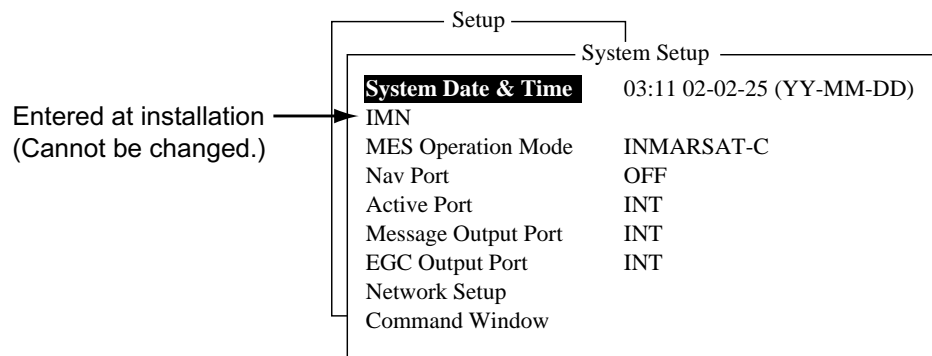 Setup
System Setup
System Date & Time 03:11 02-02-25 (YY-MM-DD)
Entered at installation
(Cannot be changed.)
IMN
MES Operation Mode INMARSAT-C
Nav Port OFF
Active Port INT
Message Output Port INT
EGC Output Port INT
Network Setup
Command Window